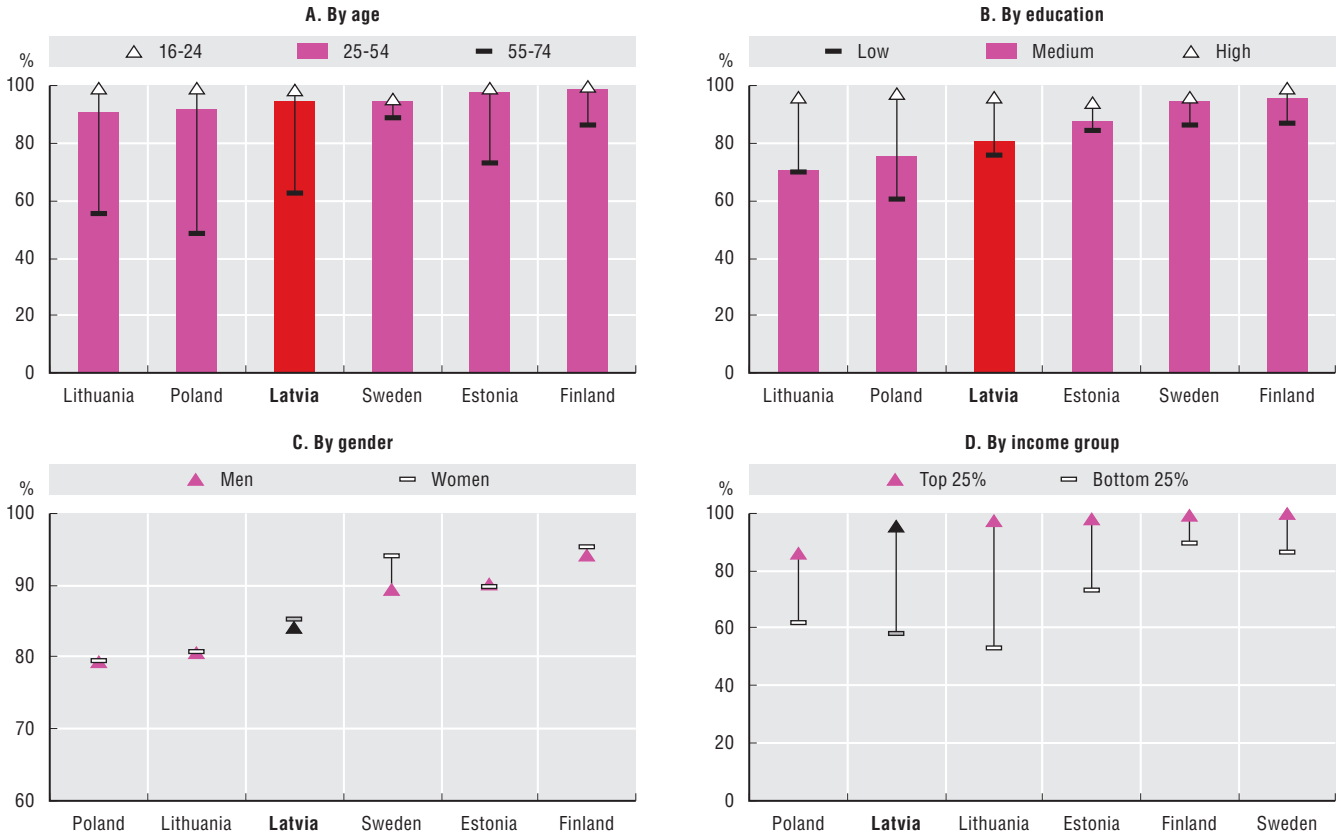 A. By age
16-24 25-54 55-74
%
100
80
60
40
20
0
Lithuania Poland Latvia Sweden Estonia Finland
B. By education
Low Medium High
%
100
80
60
40
20
0
Lithuania Poland Latvia Estonia Sweden Finland
C. By gender
Men Women
%
100
90
80
70
60
Poland Lithuania Latvia Sweden Estonia Finland
D. By income group
Top 25% Bottom 25%
%
100
80
60
40
20
0
Poland Latvia Lithuania Estonia Finland Sweden